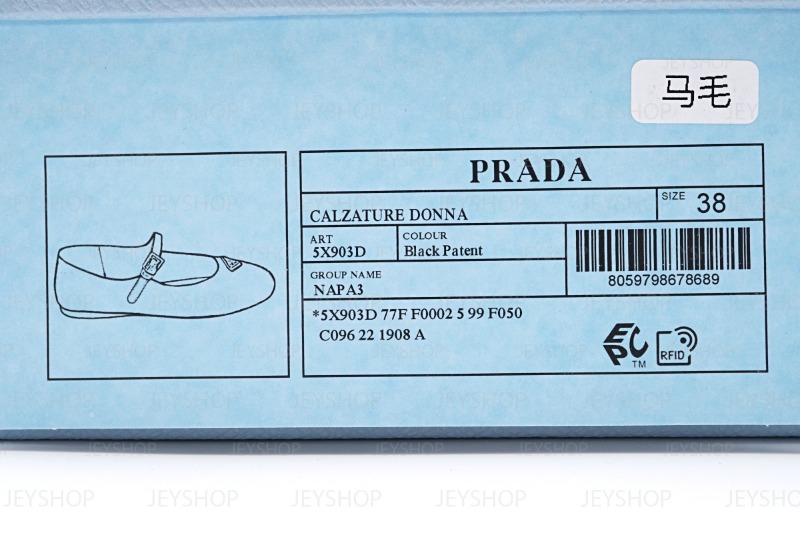 马毛
PRADA
CALZATURE DONNA
SIZE 38
ART
5X903D
COLOUR
Black Patent
8059798678689
GROUP NAME
NAPA3
*5X903D 77F F0002 5 99 F050
C096 22 1908 A
EPC TM
RFID
JEYSHOP JEYSHOP JEYSHOP JEYSHOP JEYSHOP JEYSHOP